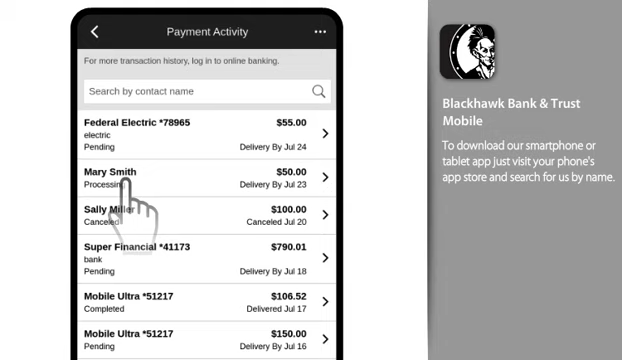 Payment Activity
For more transaction history, log in to online banking.
Search by contact name
Federal Electric *78965 $55.00
electric
Pending Delivery By Jul 24
Mary Smith $50.00
Processing Delivery By Jul 23
Sally Miller $100.00
Canceled Canceled Jul 20
Super Financial *41173 $790.01
bank
Pending Delivery By Jul 18
Mobile Ultra *51217 $106.52
Completed Delivered Jul 17
Mobile Ultra *51217 $150.00
Pending Delivery By Jul 16
Blackhawk Bank & Trust
Mobile
To download our smartphone or
tablet app just visit your phone's
app store and search for us by name.